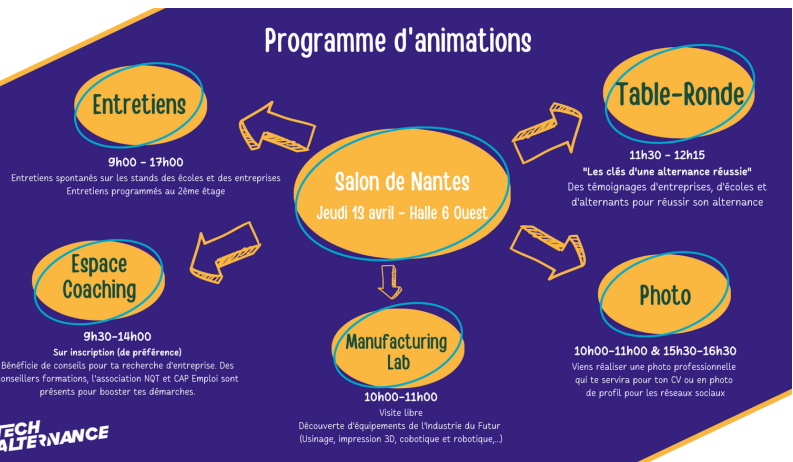 Programme d'animations
Entretiens
9h00 - 17h00
Entretiens spontanés sur les stands des écoles et des entreprises
Entretiens programmés au 2ème étage
Table-Ronde
11h30 - 12h15
"Les clés d'une alternance réussie"
Des témoignages d'entreprises, d'écoles et
d'alternants pour réussir son alternance
Salon de Nantes
Jeudi 13 avril - Halle 6 Ouest
Espace
Coaching
9h30-14h00
Sur inscription (de préférence)
Bénéficie de conseils pour ta recherche d'entreprise. Des
conseillers formations, l'association NQT et CAP Emploi sont
présents pour booster tes démarches.
Manufacturing
Lab
10h00-11h00
Visite libre
Découverte d'équipements de l'Industrie du Futur
(Usinage, impression 3D, cobotique et robotique,...)
Photo
10h00-11h00 & 15h30-16h30
Viens réaliser une photo professionnelle
qui te servira pour ton CV ou en photo
de profil pour les réseaux sociaux
TECH
ALTERNANCE